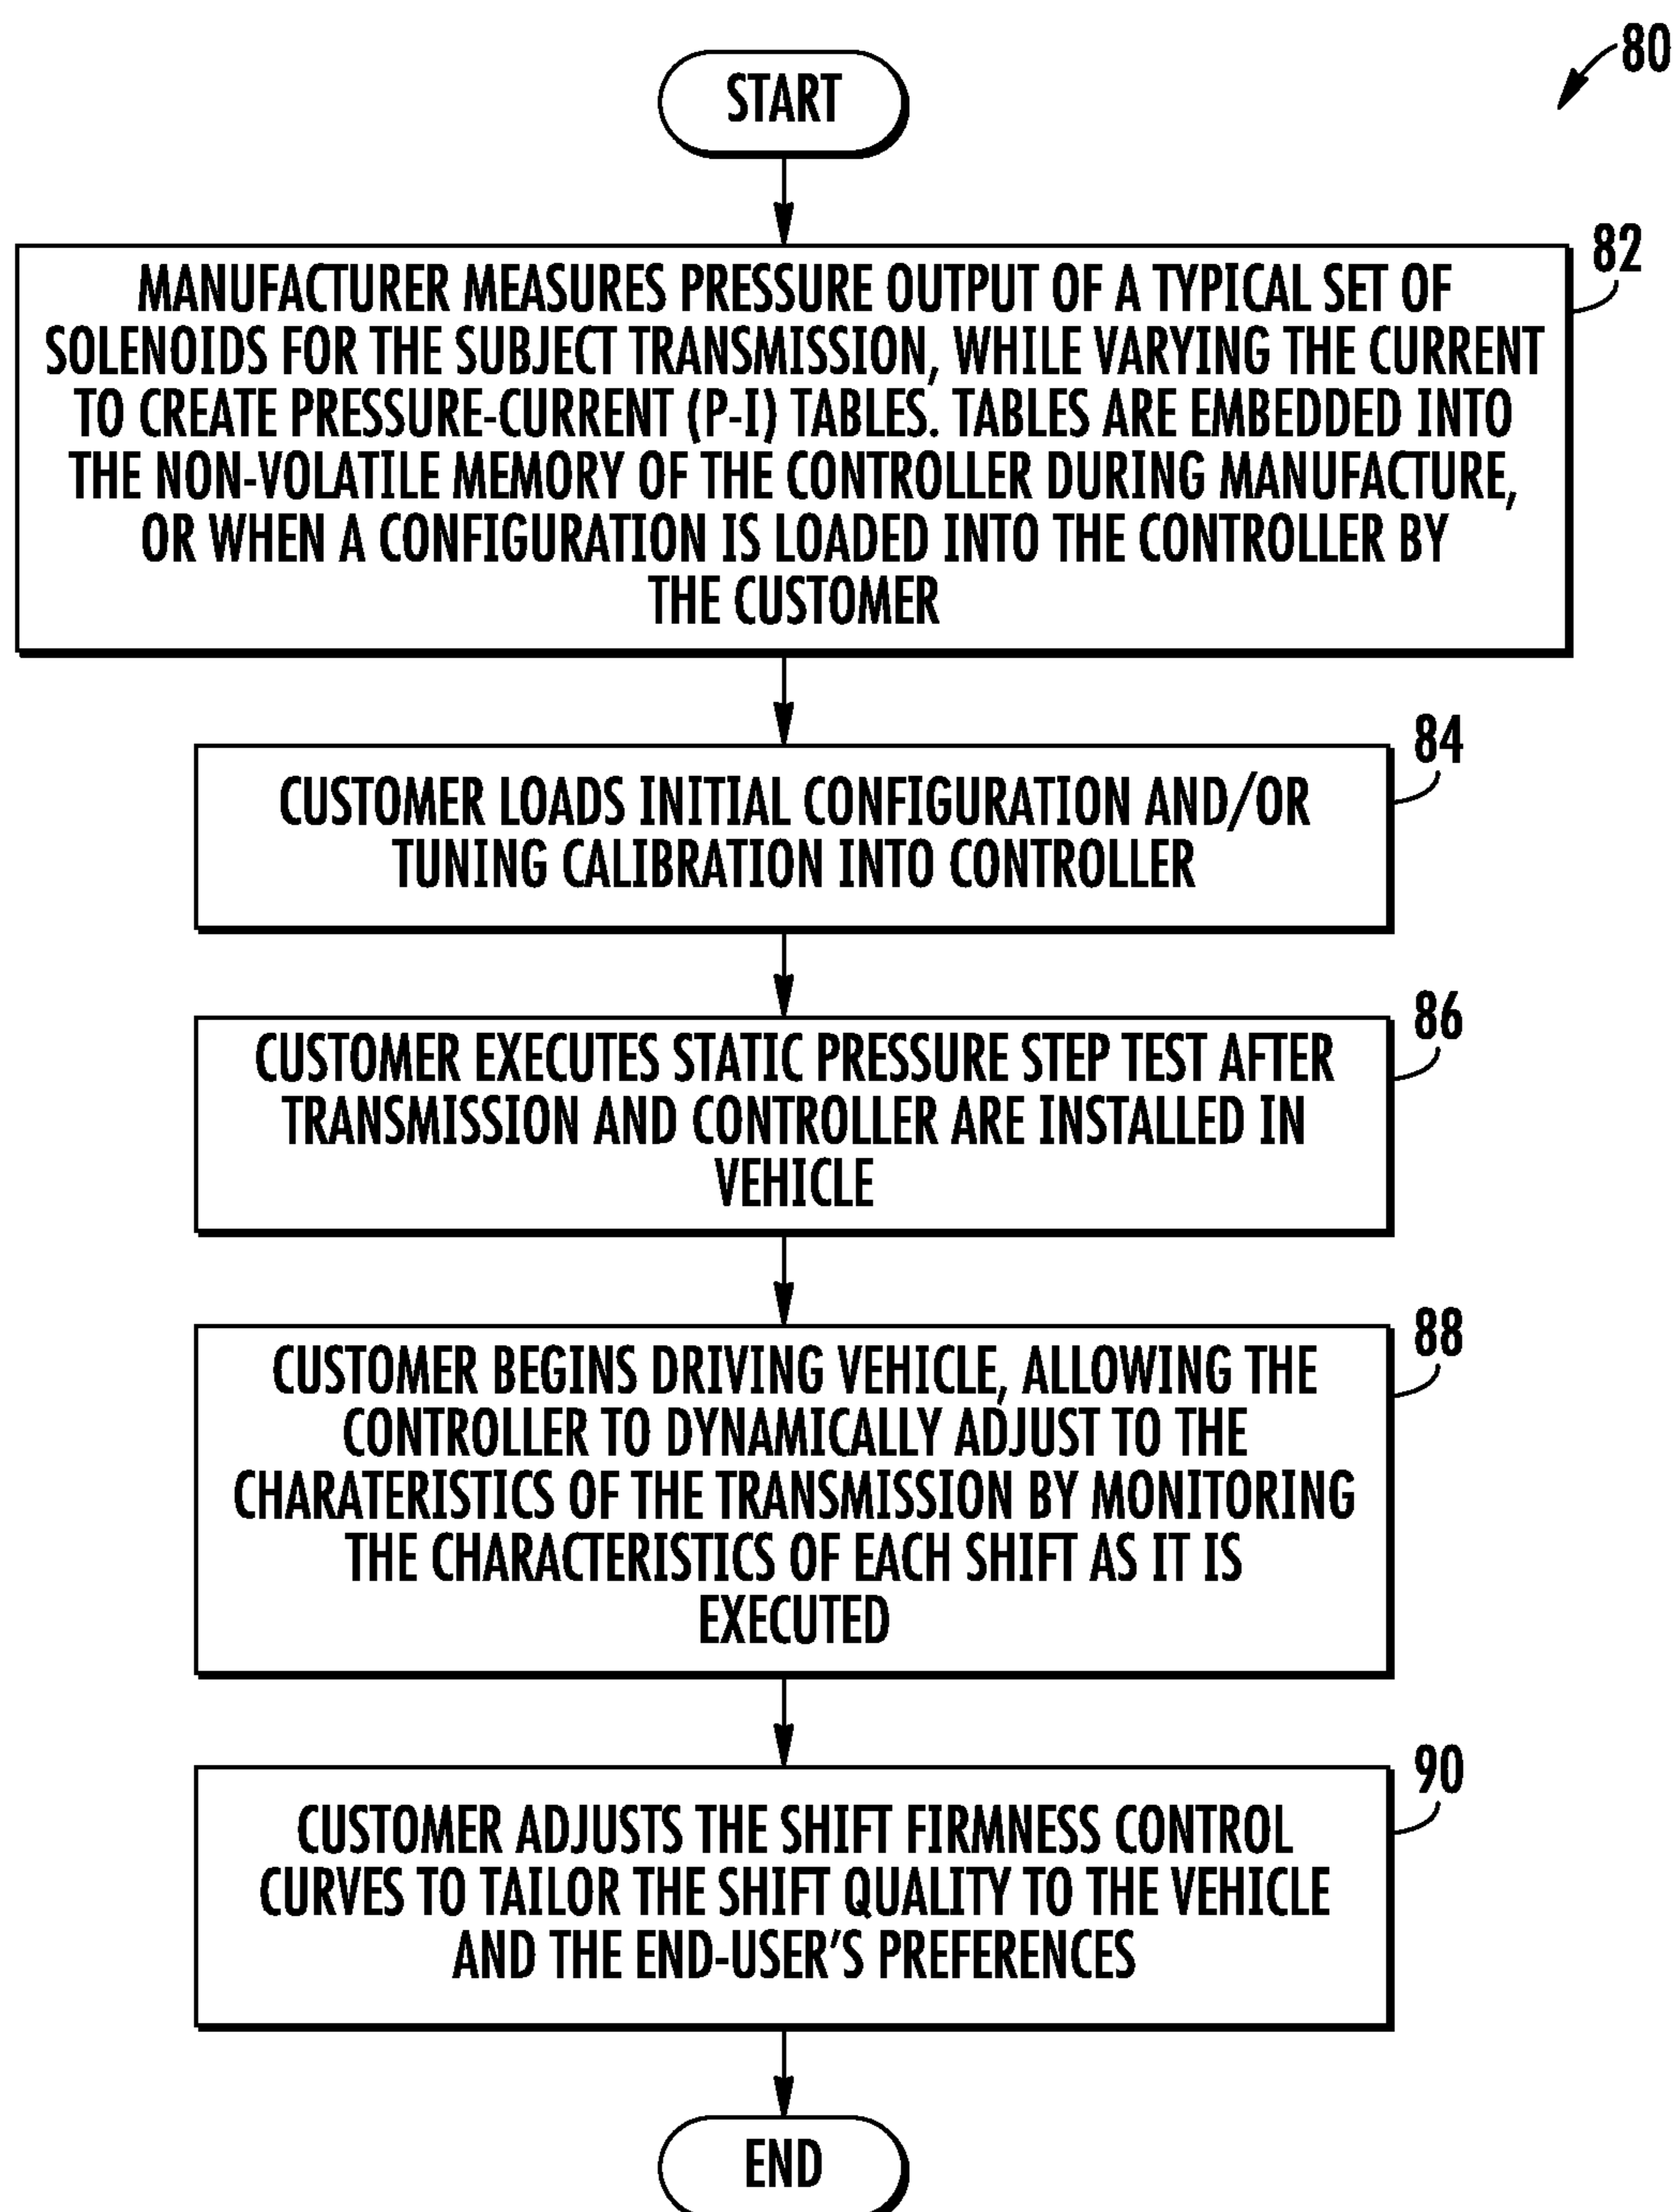 80
START
82
MANUFACTURER MEASURES PRESSURE OUTPUT OF A TYPICAL SET OF
SOLENOIDS FOR THE SUBJECT TRANSMISSION, WHILE VARYING THE CURRENT
TO CREATE PRESSURE-CURRENT (P-I) TABLES. TABLES ARE EMBEDDED INTO
THE NON-VOLATILE MEMORY OF THE CONTROLLER DURING MANUFACTURE,
OR WHEN A CONFIGURATION IS LOADED INTO THE CONTROLLER BY
THE CUSTOMER
84
CUSTOMER LOADS INITIAL CONFIGURATION AND/OR
TUNING CALIBRATION INTO CONTROLLER
86
CUSTOMER EXECUTES STATIC PRESSURE STEP TEST AFTER
TRANSMISSION AND CONTROLLER ARE INSTALLED IN
VEHICLE
88
CUSTOMER BEGINS DRIVING VEHICLE, ALLOWING THE
CONTROLLER TO DYNAMICALLY ADJUST TO THE
CHARATERISTICS OF THE TRANSMISSION BY MONITORING
THE CHARACTERISTICS OF EACH SHIFT AS IT IS
EXECUTED
90
CUSTOMER ADJUSTS THE SHIFT FIRMNESS CONTROL
CURVES TO TAILOR THE SHIFT QUALITY TO THE VEHICLE
AND THE END-USER'S PREFERENCES
END